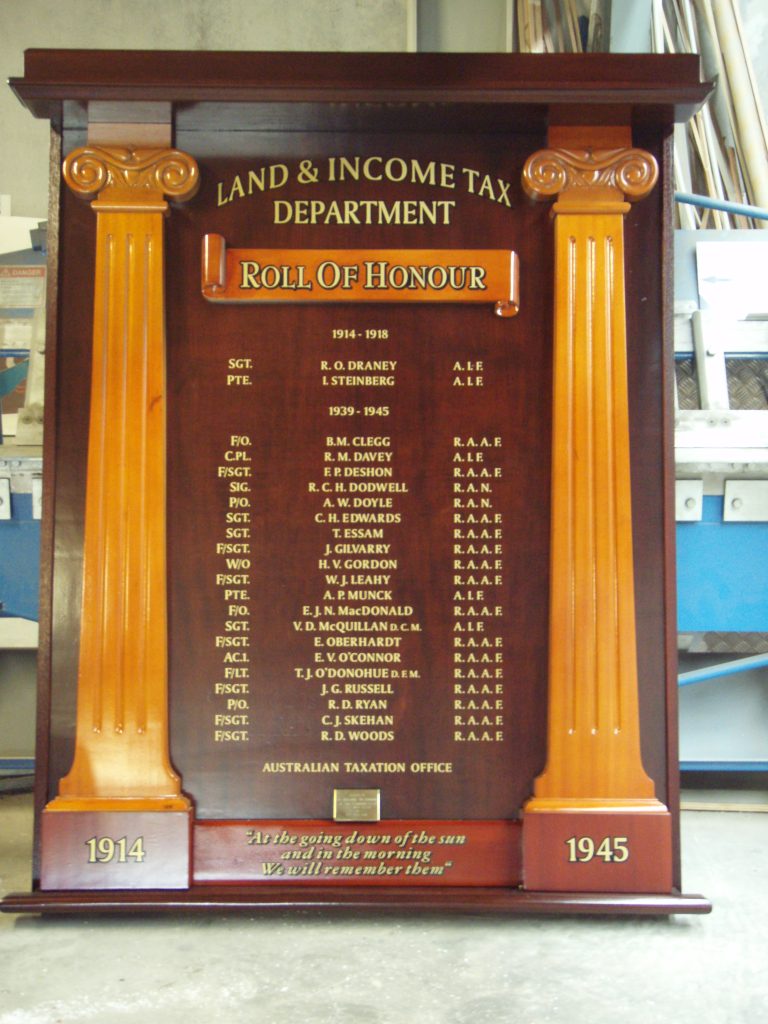 LAND & INCOME TAX
DEPARTMENT
ROLL OF HONOUR
1914 - 1918
SGT. R. O. DRANEY A. I. F.
PTE. I. STEINBERG A. I. F.
1939 - 1945
F/O. B.M. CLEGG R. A. A. F.
C.PL. R. M. DAVEY A. I. F.
F/SGT. F. P. DESHON R. A. A. F.
SIG. R. C. H. DODWELL R. A. N.
P/O. A. W. DOYLE R. A. N.
SGT. C. H. EDWARDS R. A. A. F.
SGT. T. ESSAM R. A. A. F.
F/SGT. J. GILVARRY R. A. A. F.
W/O H. V. GORDON R. A. A. F.
F/SGT. W. J. LEAHY R. A. A. F.
PTE. A. P. MUNCK A. I. F.
F/O. E. J. N. MacDONALD R. A. A. F.
SGT. V. D. McQUILLAN D. C. M. A. I. F.
F/SGT. E. OBERHARDT R. A. A. F.
AC.1. E. V. O'CONNOR R. A. A. F.
F/LT. T. J. O'DONOHUE D. F. M. R. A. A. F.
F/SGT. J. G. RUSSELL R. A. A. F.
P/O. R. D. RYAN R. A. A. F.
F/SGT. C. J. SKEHAN R. A. A. F.
F/SGT. R. D. WOODS R. A. A. F.
AUSTRALIAN TAXATION OFFICE
1914
"At the going down of the sun
and in the morning
We will remember them"
1945
DANGER